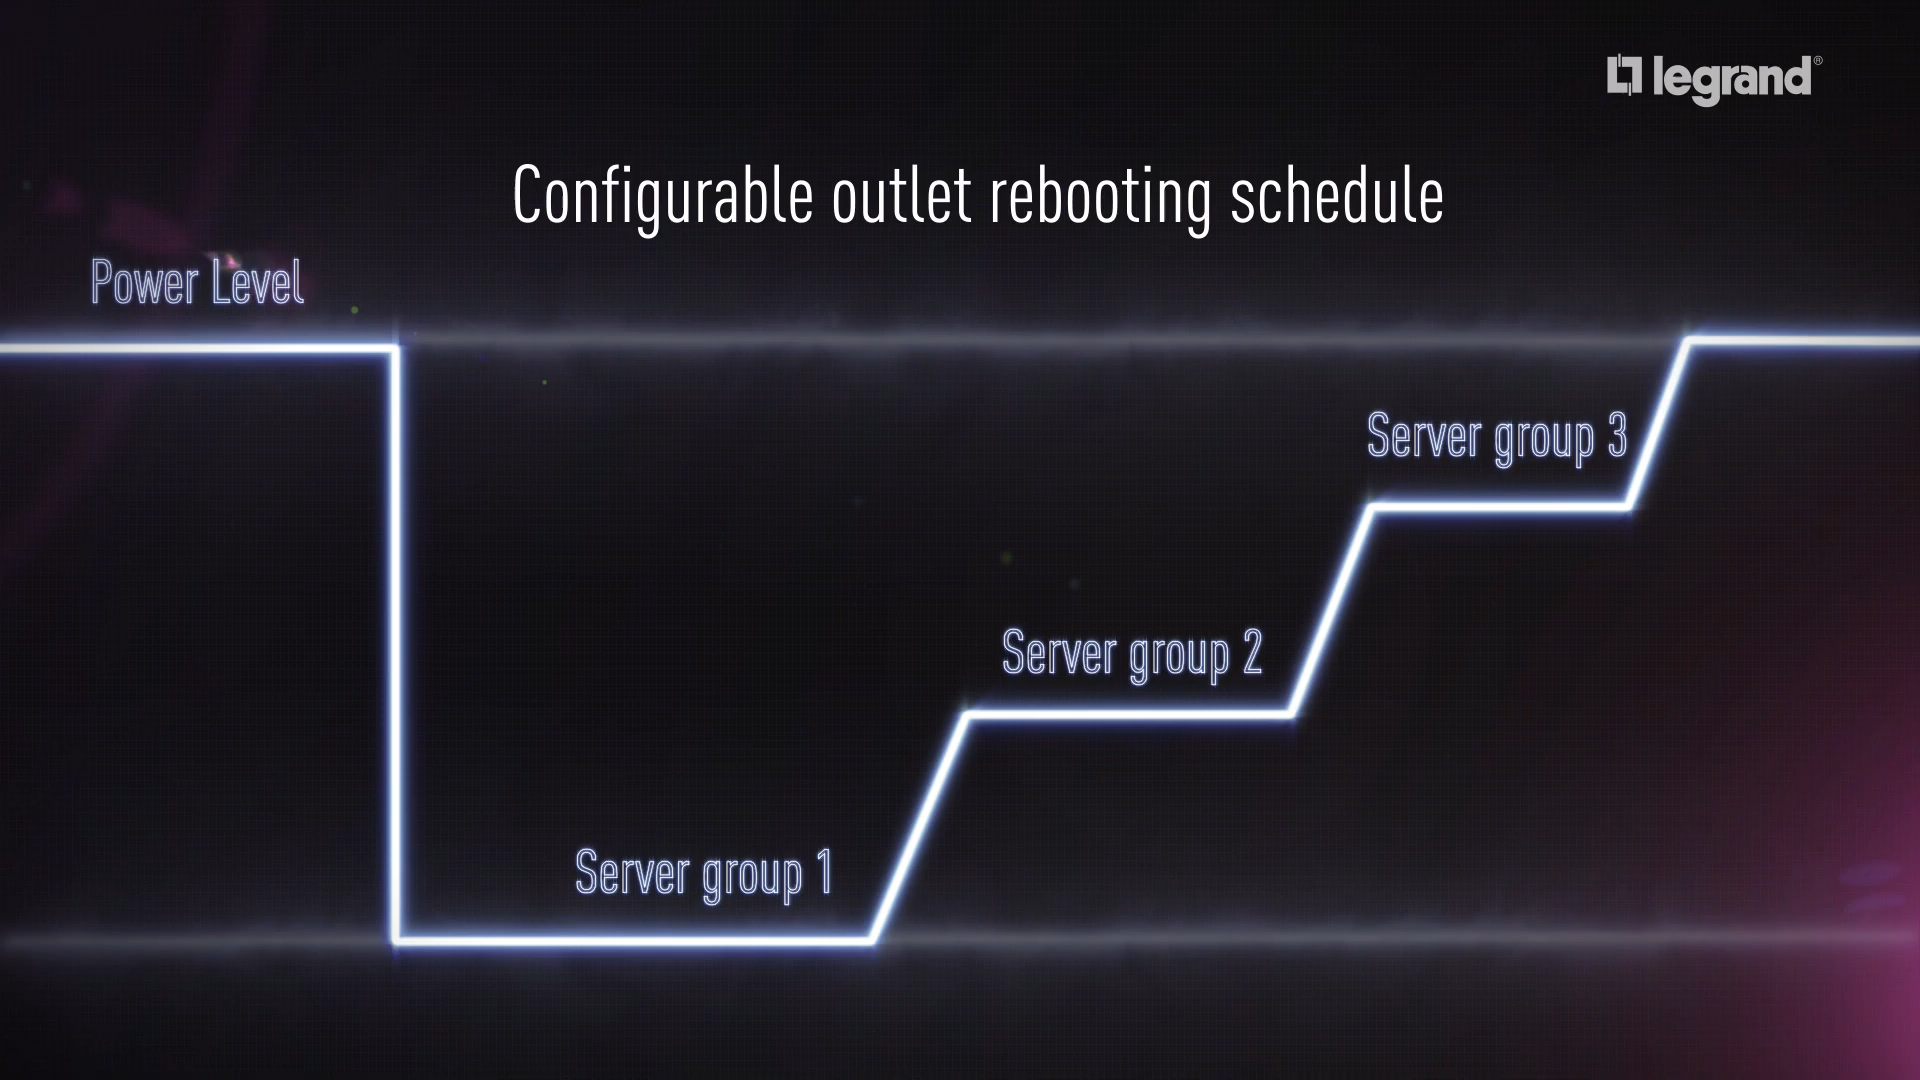 legrand®
Configurable outlet rebooting schedule
Power Level
Server group 3
Server group 2
Server group 1